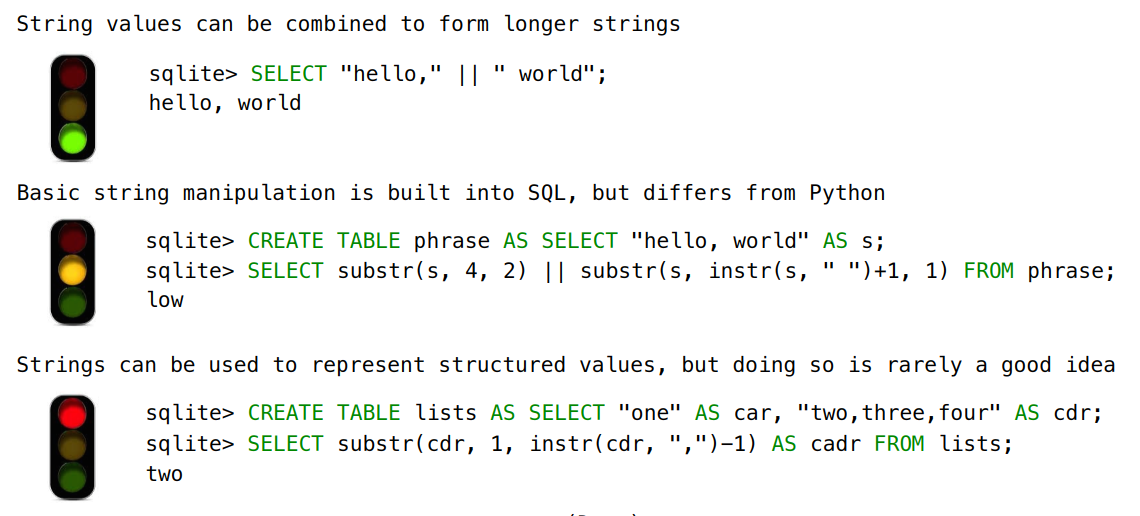 String values can be combined to form longer strings
sqlite> SELECT "hello," || " world";
hello, world
Basic string manipulation is built into SQL, but differs from Python
sqlite> CREATE TABLE phrase AS SELECT "hello, world" AS s;
sqlite> SELECT substr(s, 4, 2) || substr(s, instr(s, " ")+1, 1) FROM phrase;
low
Strings can be used to represent structured values, but doing so is rarely a good idea
sqlite> CREATE TABLE lists AS SELECT "one" AS car, "two,three,four" AS cdr;
sqlite> SELECT substr(cdr, 1, instr(cdr, ",")-1) AS cadr FROM lists;
two